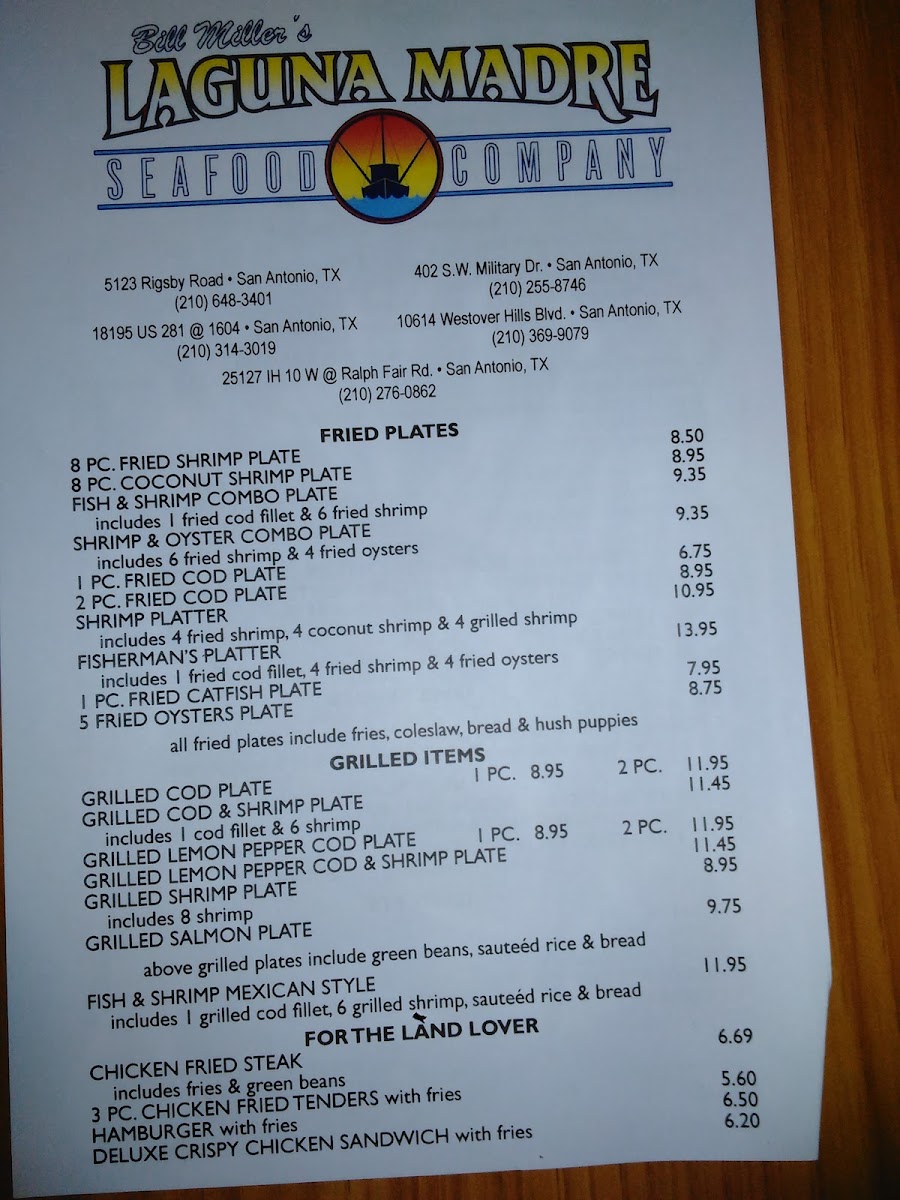 Bill Miller's
LAGUNA MADRE
SEAFOOD COMPANY
5123 Rigsby Road • San Antonio, TX
(210) 648-3401
402 S.W. Military Dr. • San Antonio, TX
(210) 255-8746
18195 US 281 @ 1604 • San Antonio, TX
(210) 314-3019
10614 Westover Hills Blvd. • San Antonio, TX
(210) 369-9079
25127 IH 10 W @ Ralph Fair Rd. • San Antonio, TX
(210) 276-0862
FRIED PLATES
8 PC. FRIED SHRIMP PLATE 8.50
8 PC. COCONUT SHRIMP PLATE 8.95
FISH & SHRIMP COMBO PLATE 9.35
includes 1 fried cod fillet & 6 fried shrimp
SHRIMP & OYSTER COMBO PLATE 9.35
includes 6 fried shrimp & 4 fried oysters
1 PC. FRIED COD PLATE 6.75
2 PC. FRIED COD PLATE 8.95
SHRIMP PLATTER 10.95
includes 4 fried shrimp, 4 coconut shrimp & 4 grilled shrimp
FISHERMAN'S PLATTER 13.95
includes 1 fried cod fillet, 4 fried shrimp & 4 fried oysters
1 PC. FRIED CATFISH PLATE 7.95
5 FRIED OYSTERS PLATE 8.75
all fried plates include fries, coleslaw, bread & hush puppies
GRILLED ITEMS
GRILLED COD PLATE 1 PC. 8.95 2 PC. 11.95
GRILLED COD & SHRIMP PLATE 11.45
includes 1 cod fillet & 6 shrimp
GRILLED LEMON PEPPER COD PLATE 1 PC. 8.95 2 PC. 11.95
GRILLED LEMON PEPPER COD & SHRIMP PLATE 11.45
GRILLED SHRIMP PLATE 8.95
includes 8 shrimp
GRILLED SALMON PLATE 9.75
above grilled plates include green beans, sauteéd rice & bread
FISH & SHRIMP MEXICAN STYLE 11.95
includes 1 grilled cod fillet, 6 grilled shrimp, sauteéd rice & bread
FOR THE LAND LOVER
CHICKEN FRIED STEAK 6.69
includes fries & green beans
3 PC. CHICKEN FRIED TENDERS with fries 5.60
HAMBURGER with fries 6.50
DELUXE CRISPY CHICKEN SANDWICH with fries 6.20